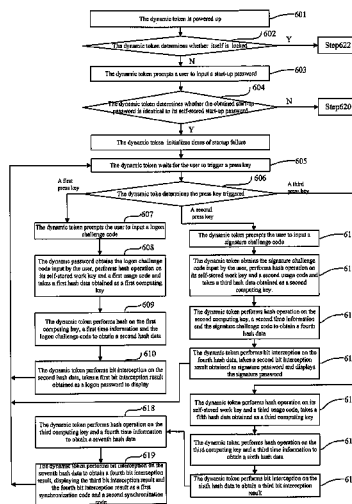 The dynamic token is powered up
601
602
The dynamic token determines whether itself is locked
Y
Step622
N
603
The dynamic token prompts a user to input a start-up password
604
The dynamic token determines whether the obtained start-up
password is identical to its self-stored start-up password
N
Step620
Y
The dynamic token initializes times of startup failure
605
The dynamic token waits for the user to trigger a press key
606
A first
press key
The dynamic token determines the press key triggered
A third
press key
A second
press key
607
The dynamic token prompts the user to input a logon
challenge code
608
The dynamic password obtains the logon challenge
code input by the user, performs hash operation on
its self-stored work key and a first usage code and
takes a first hash data obtained as a first computing
key
609
The dynamic token performs hash on the first
computing key, a first time information and the
logon challenge code to obtain a second hash data
610
The dynamic token performs bit interception on the
second hash data, takes a first bit interception result
obtained as a logon password to display
61
The dynamic token prompts the user to input a
signature challenge code
61
The dynamic token obtains the signature challenge
code input by the user, performs hash operation on
its self-stored work key and a second usage code,
takes a third hash data obtained as a second
computing key.
61
The dynamic token performs hash operation on the
second computing key, a second time information
and the signature challenge code to obtain a fourth
hash data
61
The dynamic token performs bit interception on the
fourth hash data, takes a second bit interception
result obtained as signature password and displays
the signature password
61
The dynamic token performs hash operation on its
self-stored work key and a third usage code, takes a
fifth hash data obtained as a third computing key
61
The dynamic token performs hash operation on the
third computing key and a third time information
to obtain a sixth hash data
61
The dynamic token performs bit interception on the
sixth hash data to obtain a third bit interception
result
618
The dynamic token performs hash operation on the
third computing key and a fourth time information
to obtain a seventh hash data
619
The dynamic token performs bit interception on the
seventh hash data to obtain a fourth bit interception
result, displaying the third bit interception result and
the fourth bit interception result as a first
synchronization code and a second synchronization
code